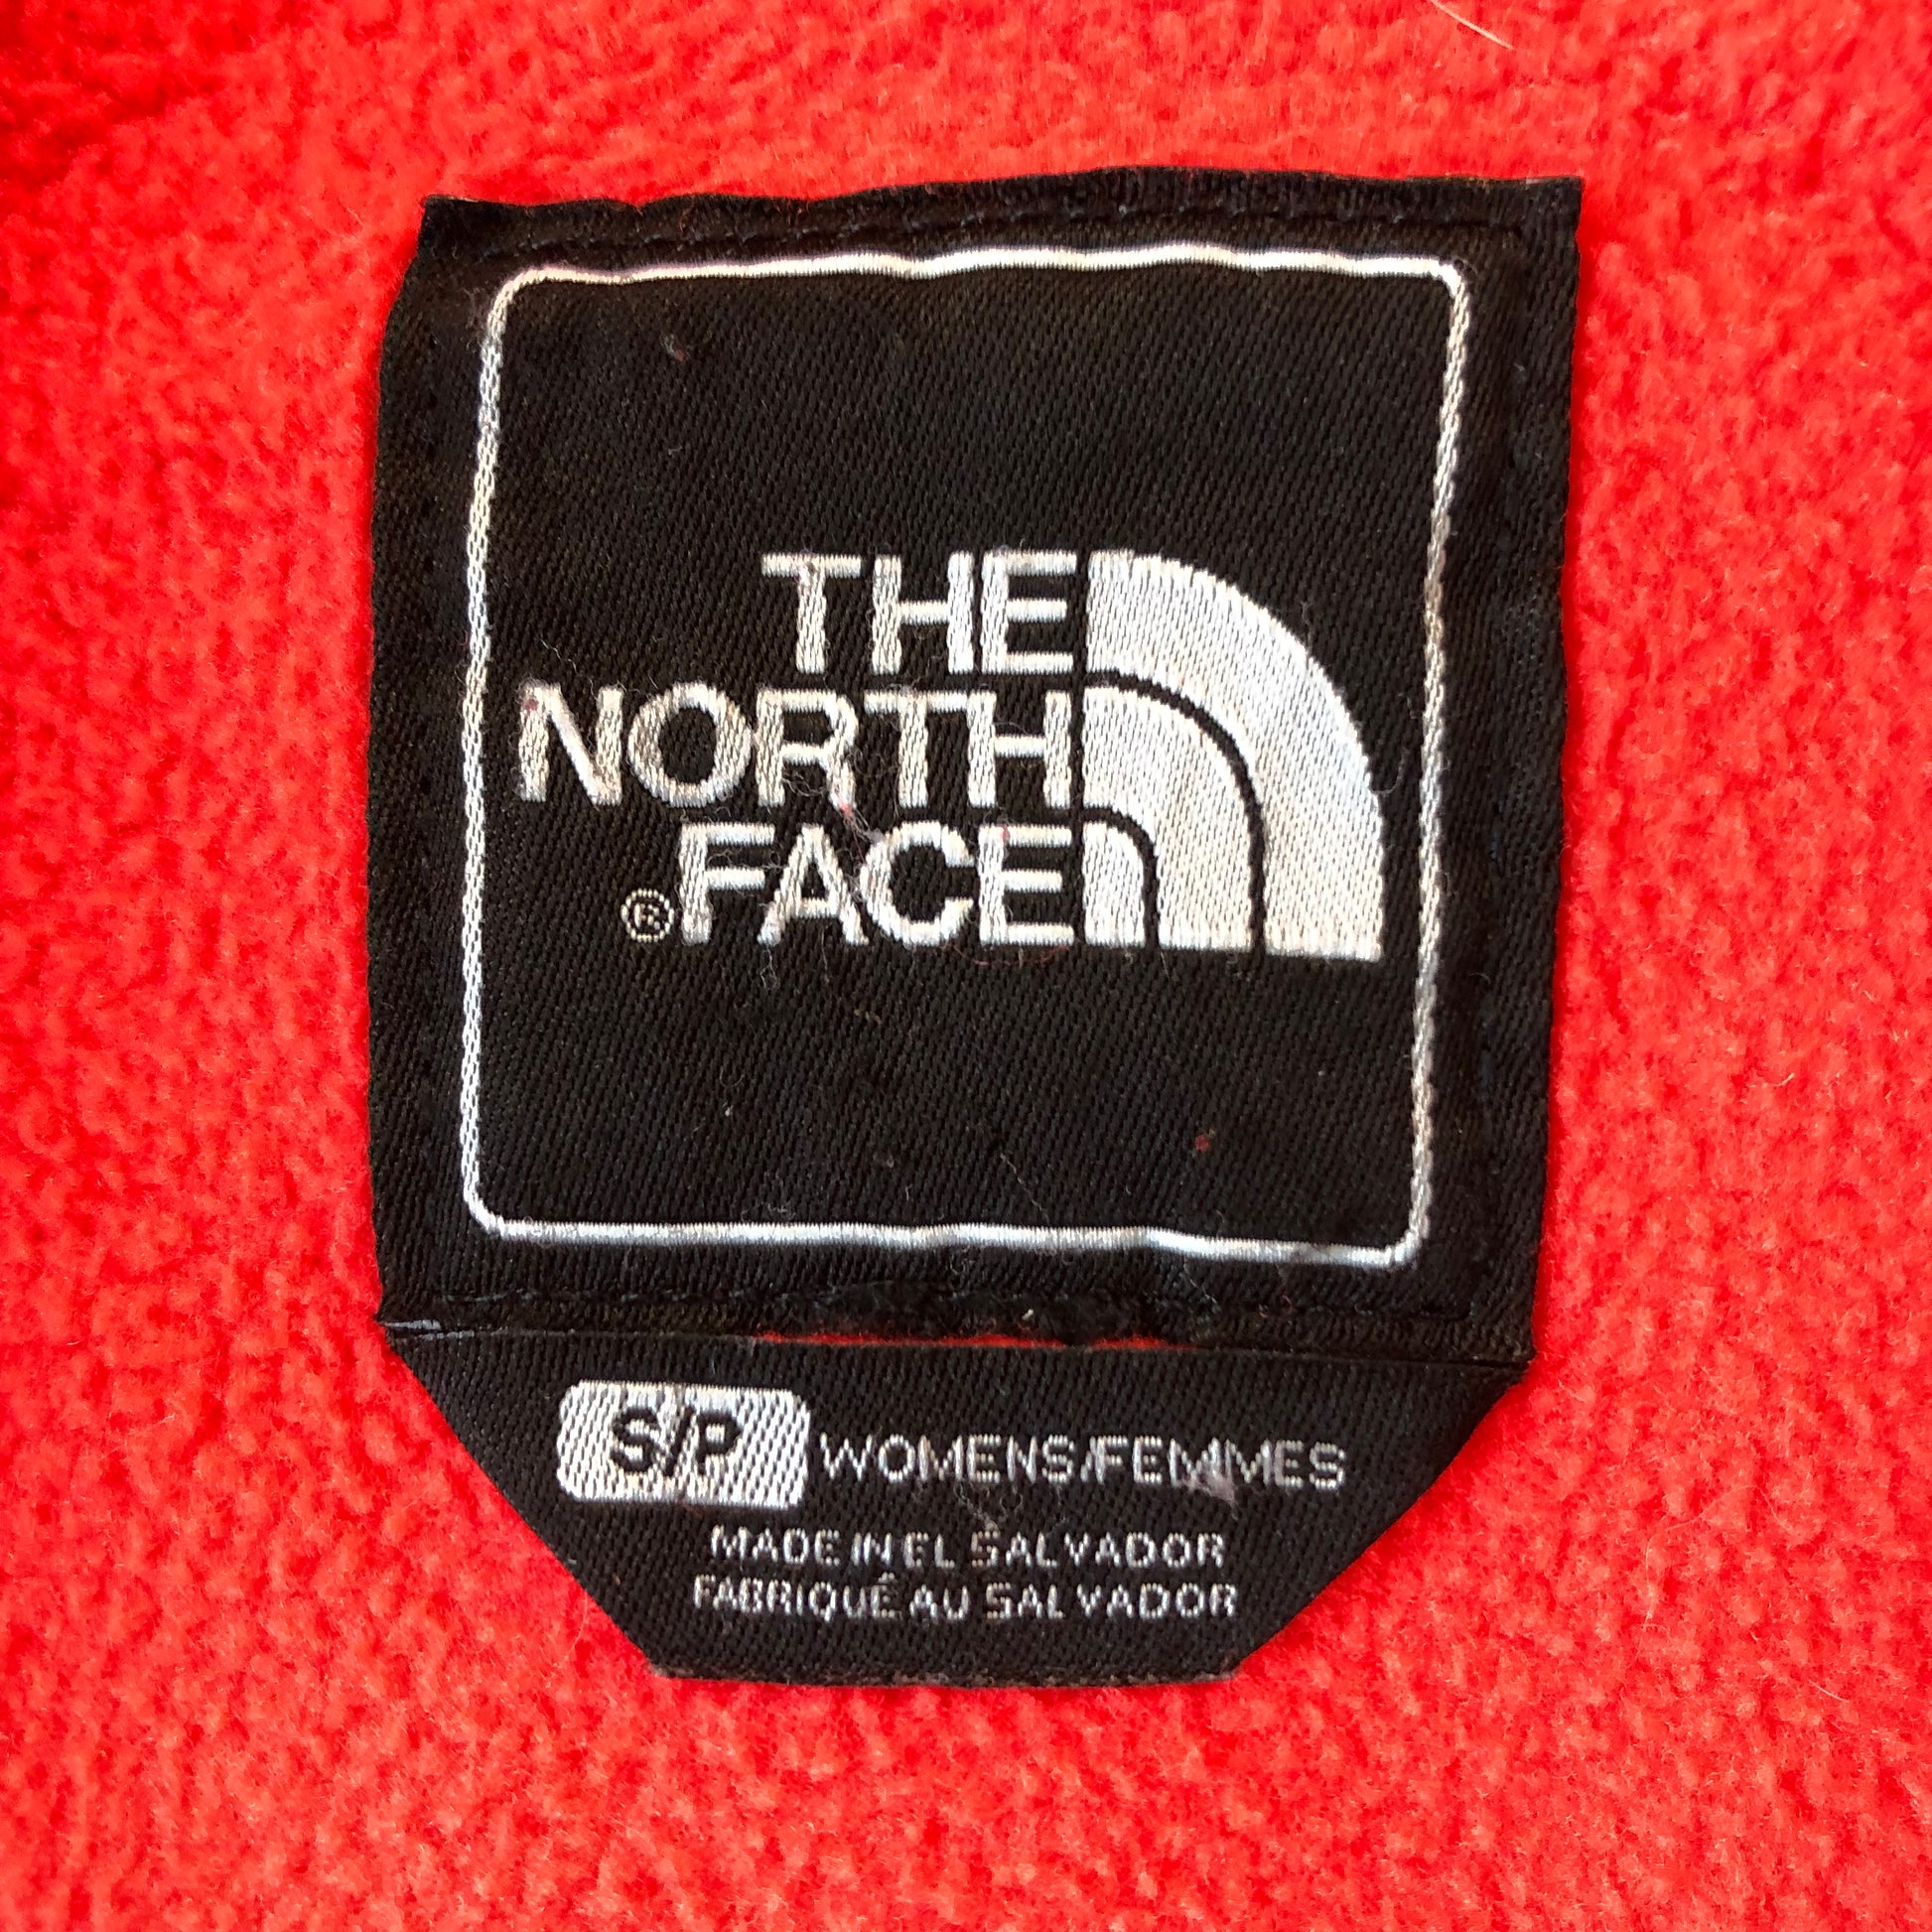 THE
NORTH
®FACE
S/P WOMENS/FEMMES
MADE IN EL SALVADOR
FABRIQUÉ AU SALVADOR